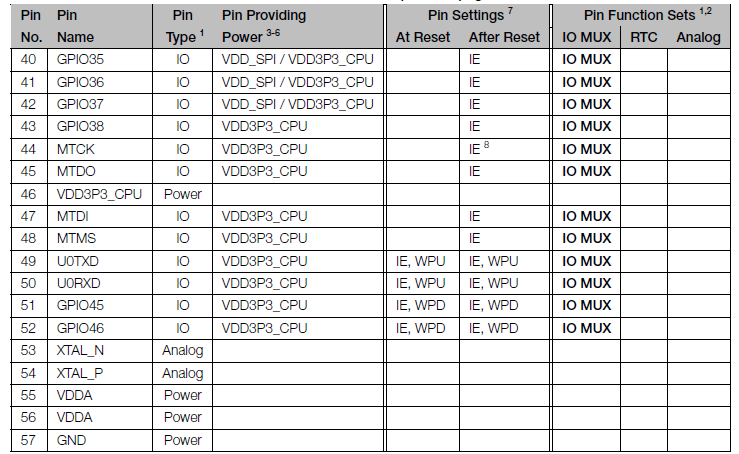 Pin Pin Pin Pin Providing Pin Settings 7 Pin Function Sets 1,2
No. Name Type 1 Power 3-6 At Reset After Reset IO MUX RTC Analog
40 GPIO35 IO VDD_SPI / VDD3P3_CPU IE IO MUX
41 GPIO36 IO VDD_SPI / VDD3P3_CPU IE IO MUX
42 GPIO37 IO VDD_SPI / VDD3P3_CPU IE IO MUX
43 GPIO38 IO VDD3P3_CPU IE IO MUX
44 MTCK IO VDD3P3_CPU IE 8 IO MUX
45 MTDO IO VDD3P3_CPU IE IO MUX
46 VDD3P3_CPU Power
47 MTDI IO VDD3P3_CPU IE IO MUX
48 MTMS IO VDD3P3_CPU IE IO MUX
49 U0TXD IO VDD3P3_CPU IE, WPU IE, WPU IO MUX
50 U0RXD IO VDD3P3_CPU IE, WPU IE, WPU IO MUX
51 GPIO45 IO VDD3P3_CPU IE, WPD IE, WPD IO MUX
52 GPIO46 IO VDD3P3_CPU IE, WPD IE, WPD IO MUX
53 XTAL_N Analog
54 XTAL_P Analog
55 VDDA Power
56 VDDA Power
57 GND Power